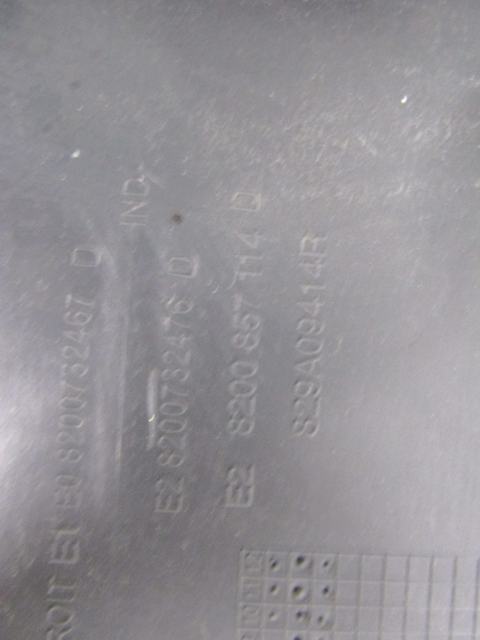 IND.
ROIT E1 E0 8200732467 D
E2 8200732476 D
E2 8200 857 114 D
829A09414R